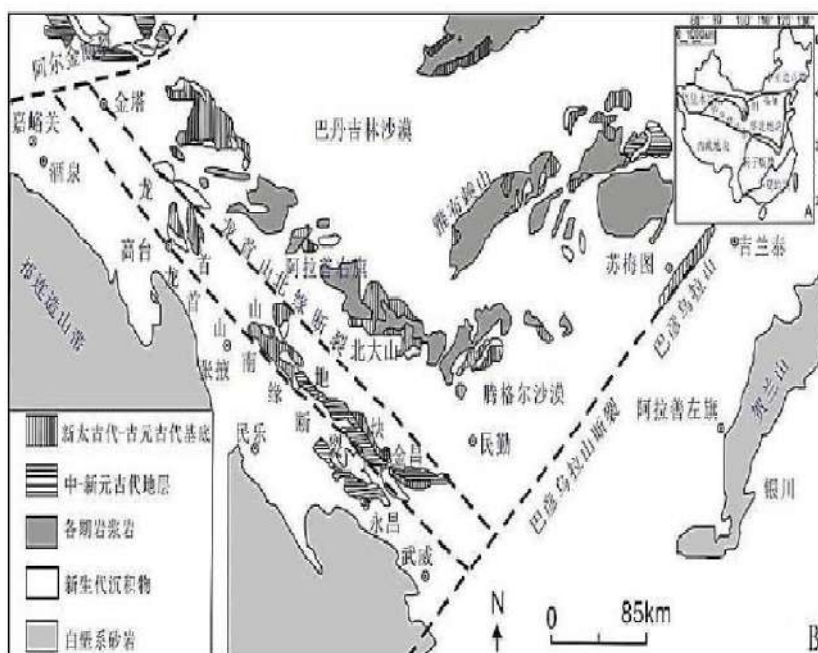 阿尔金断裂
金塔
嘉峪关
酒泉
巴丹吉林沙漠
雅布赖山
高台
龙首山北缘断裂
阿拉善右旗
龙首山南缘断裂
龙首山地块
张掖
北大山
苏梅图
巴彦乌拉山
吉兰泰
祁连造山带
腾格尔沙漠
民勤
巴彦乌拉山断裂
阿拉善左旗
贺兰山
银川
民乐
金昌
永昌
武威
新太古代-古元古代基底
中-新元古代地层
各期岩浆岩
新生代沉积物
白垩系砂岩
N
0 85km
A
B